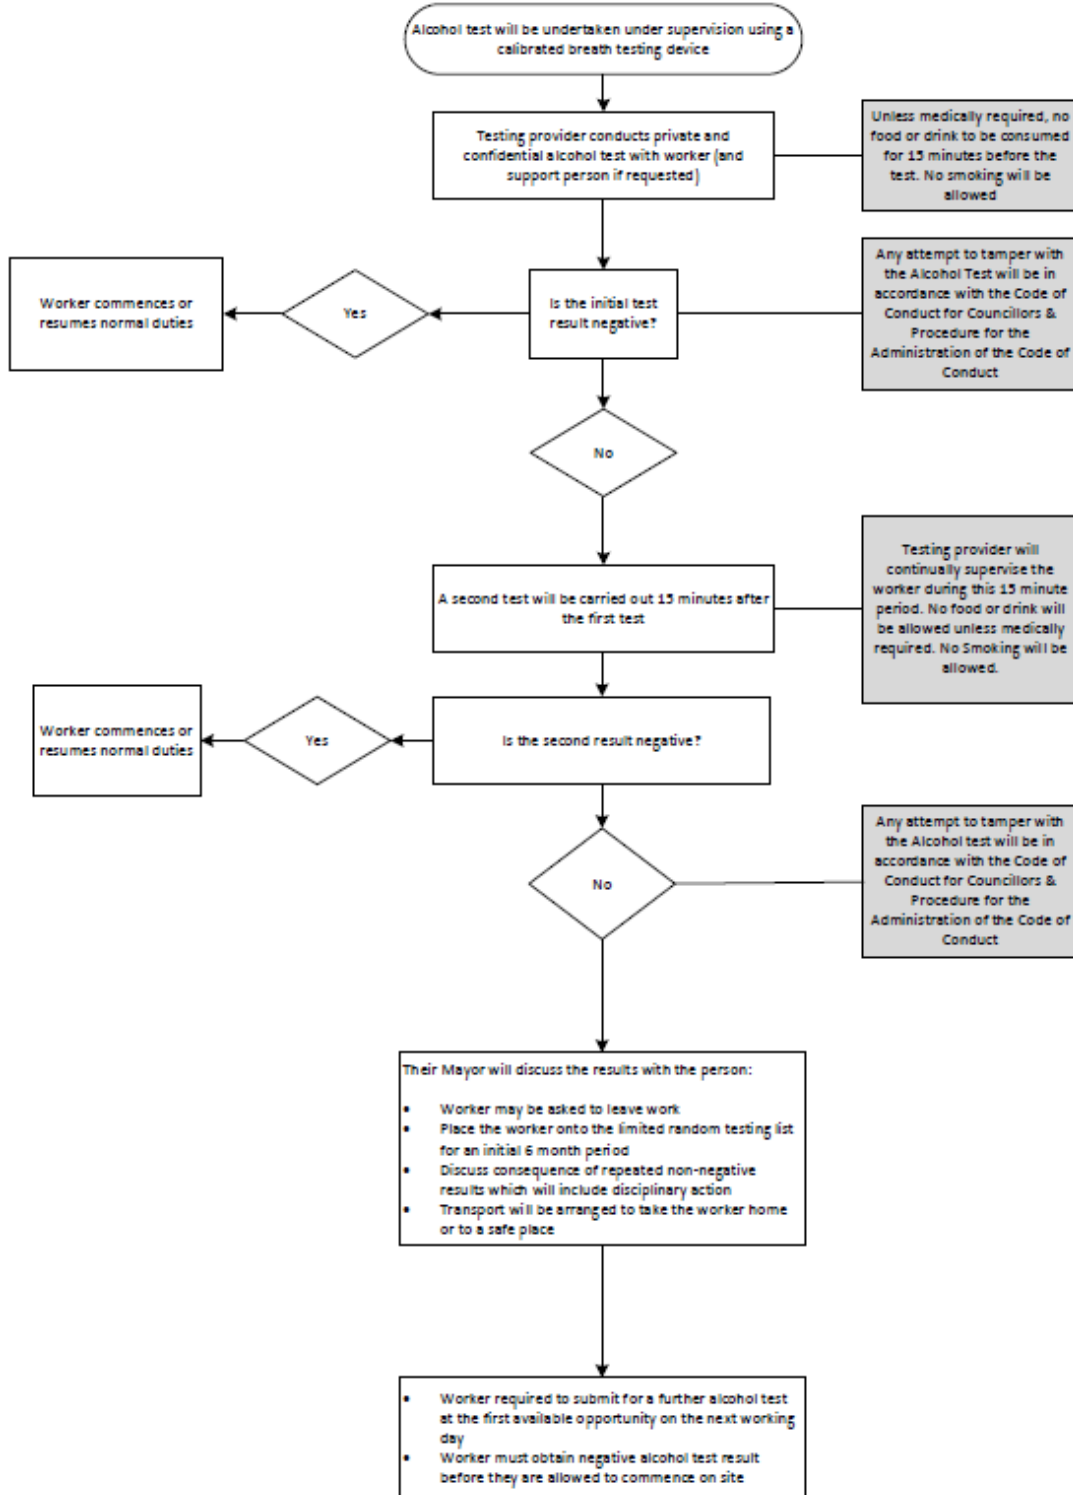 Alcohol test will be undertaken under supervision using a
calibrated breath testing device
Testing provider conducts private and
confidential alcohol test with worker (and
support person if requested)
Unless medically required, no
food or drink to be consumed
for 15 minutes before the
test. No smoking will be
allowed
Worker commences or
resumes normal duties
Yes
Is the initial test
result negative?
Any attempt to tamper with
the Alcohol Test will be in
accordance with the Code of
Conduct for Councillors &
Procedure for the
Administration of the Code of
Conduct
No
A second test will be carried out 15 minutes after
the first test
Testing provider will
continually supervise the
worker during this 15 minute
period. No food or drink will
be allowed unless medically
required. No Smoking will be
allowed.
Worker commences or
resumes normal duties
Yes
Is the second result negative?
No
Any attempt to tamper with
the Alcohol test will be in
accordance with the Code of
Conduct for Councillors &
Procedure for the
Administration of the Code of
Conduct
Their Mayor will discuss the results with the person:
• Worker may be asked to leave work
• Place the worker onto the limited random testing list
for an initial 6 month period
• Discuss consequence of repeated non-negative
results which will include disciplinary action
• Transport will be arranged to take the worker home
or to a safe place
• Worker required to submit for a further alcohol test
at the first available opportunity on the next working
day
• Worker must obtain negative alcohol test result
before they are allowed to commence on site